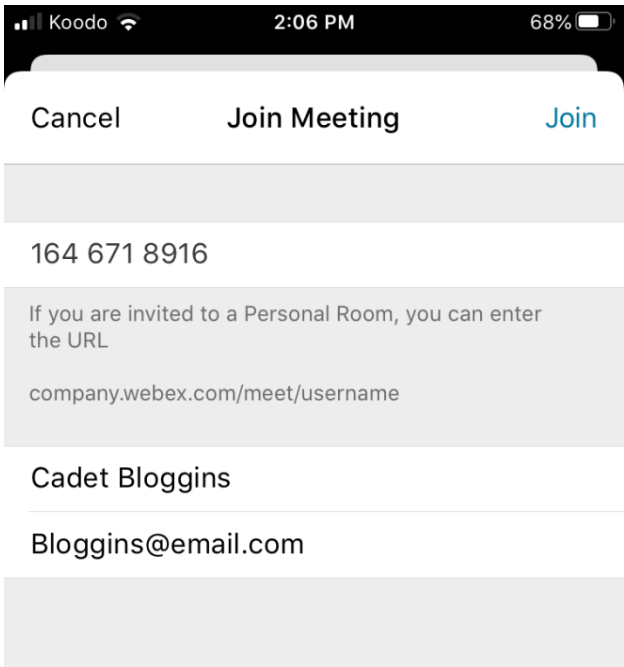 Koodo 2:06 PM 68%
Cancel Join Meeting Join
164 671 8916
If you are invited to a Personal Room, you can enter
the URL
company.webex.com/meet/username
Cadet Bloggins
Bloggins@email.com